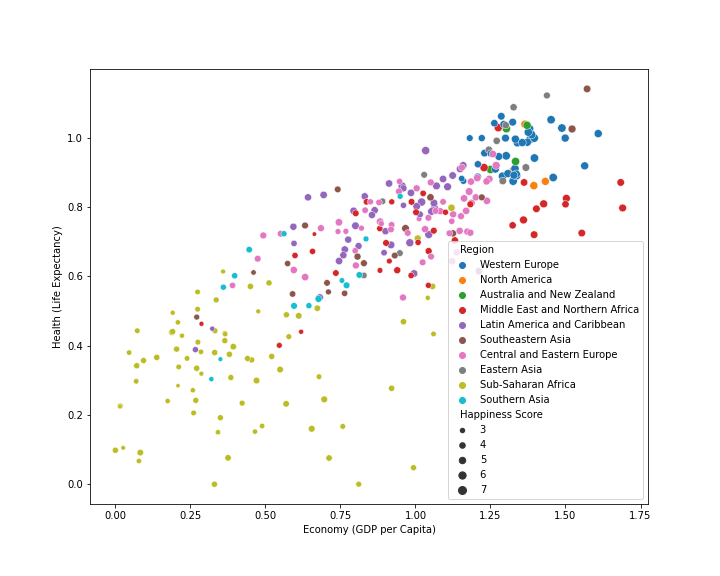 Health (Life Expectancy)
1.0
0.8
0.6
0.4
0.2
0.0
0.00
0.25
0.50
0.75
1.00
1.25
1.50
1.75
Economy (GDP per Capita)
Region
Western Europe
North America
Australia and New Zealand
Middle East and Northern Africa
Latin America and Caribbean
Southeastern Asia
Central and Eastern Europe
Eastern Asia
Sub-Saharan Africa
Southern Asia
Happiness Score
3
4
5
6
7